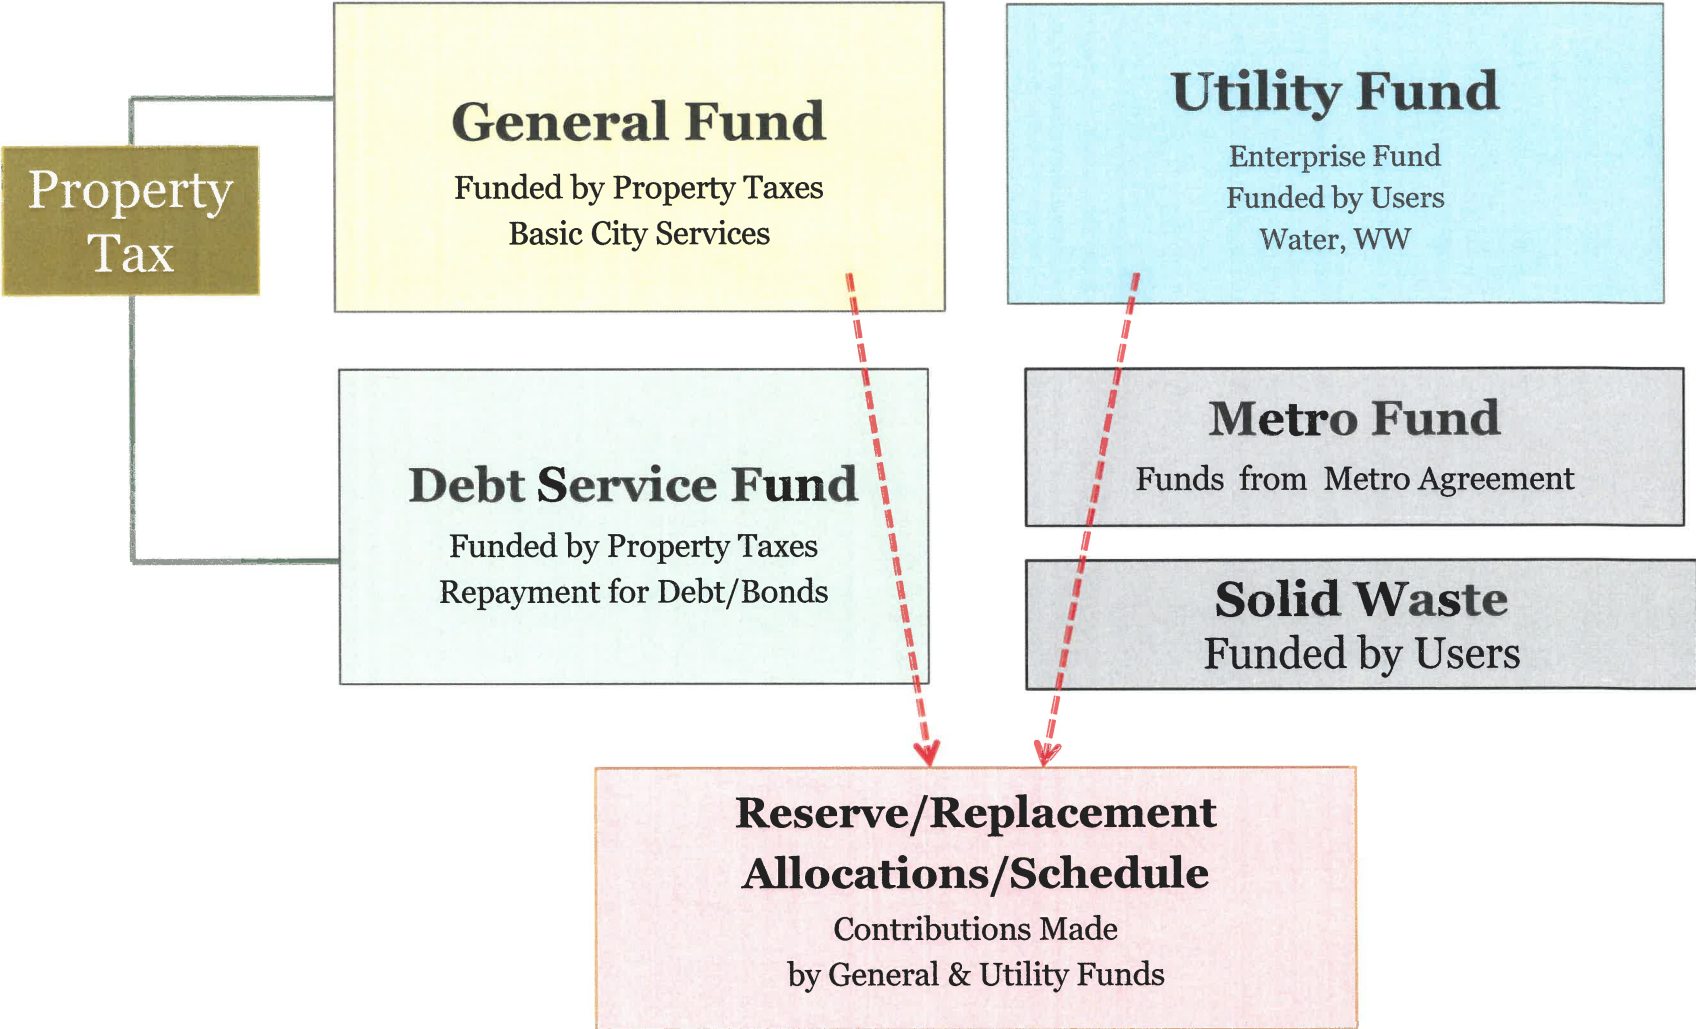 Property
Tax
General Fund
Funded by Property Taxes
Basic City Services
Utility Fund
Enterprise Fund
Funded by Users
Water, WW
Debt Service Fund
Funded by Property Taxes
Repayment for Debt/Bonds
Metro Fund
Funds from Metro Agreement
Solid Waste
Funded by Users
Reserve/Replacement
Allocations/Schedule
Contributions Made
by General & Utility Funds